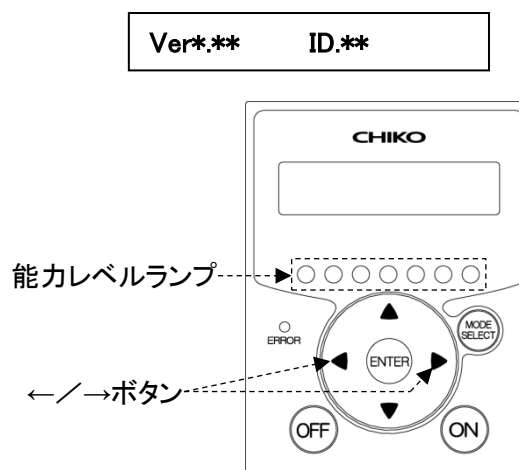 Ver*.** ID.**
CHIKO
能力レベルランプ
ERROR
MODE
SELECT
ENTER
←／→ボタン
OFF
ON